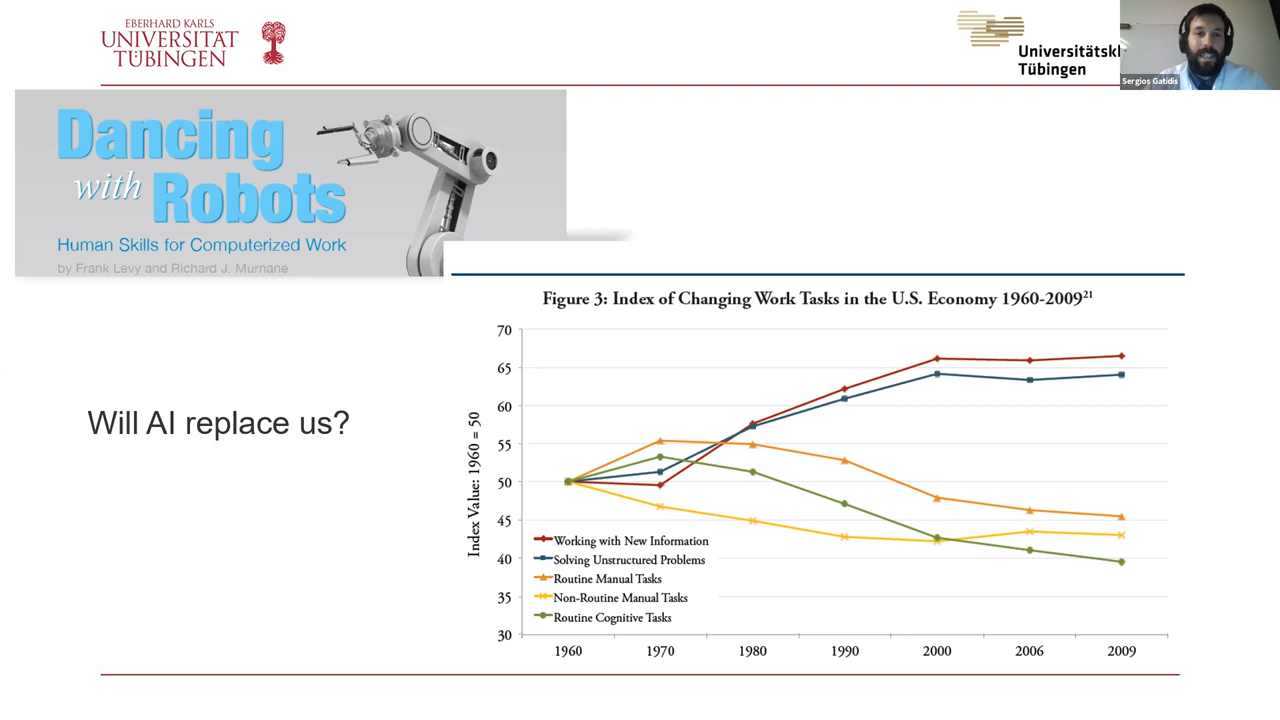 EBERHARD KARLS
UNIVERSITÄT
TÜBINGEN
Universitätskl
Tübingen
Sergios Gatidis
Dancing
with Robots
Human Skills for Computerized Work
by Frank Levy and Richard J. Murnane
Will AI replace us?
Figure 3: Index of Changing Work Tasks in the U.S. Economy 1960-2009²¹
Index Value: 1960 = 50
70
65
60
55
50
45
40
35
30
Working with New Information
Solving Unstructured Problems
Routine Manual Tasks
Non-Routine Manual Tasks
Routine Cognitive Tasks
1960 1970 1980 1990 2000 2006 2009